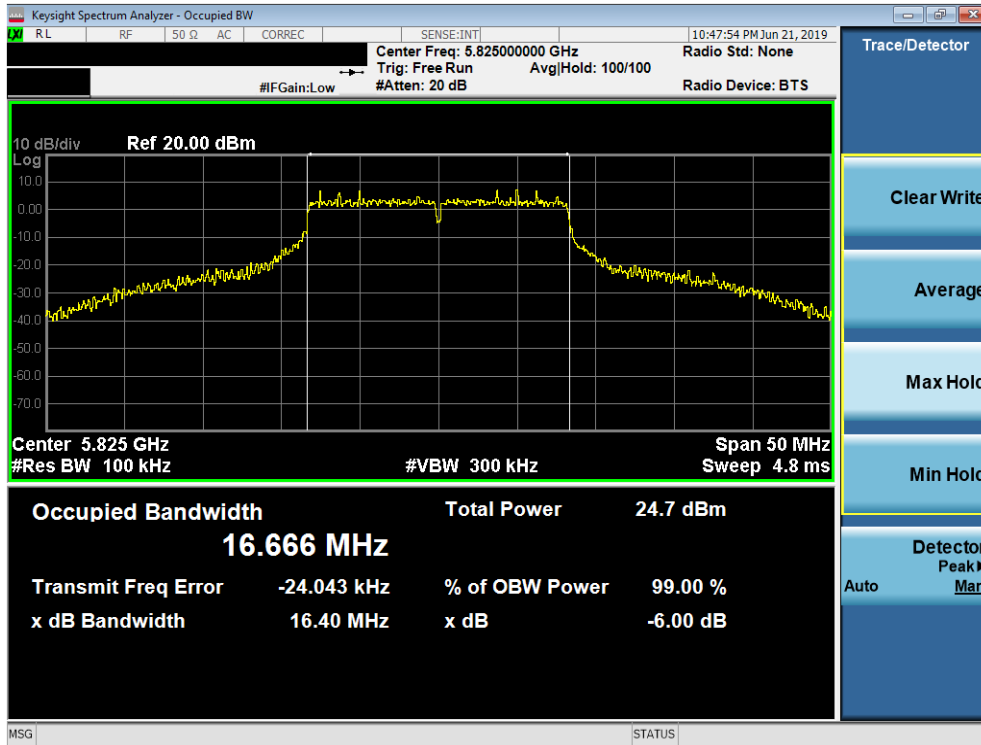 Keysight Spectrum Analyzer - Occupied BW
LXI RL RF 50 Ω AC CORREC SENSE:INT 10:47:54 PM Jun 21, 2019
Center Freq: 5.825000000 GHz Radio Std: None
Trig: Free Run Avg|Hold: 100/100
#IFGain:Low #Atten: 20 dB Radio Device: BTS
Trace/Detector
10 dB/div Ref 20.00 dBm
Log
10.0
0.00
-10.0
-20.0
-30.0
-40.0
-50.0
-60.0
-70.0
Center 5.825 GHz Span 50 MHz
#Res BW 100 kHz #VBW 300 kHz Sweep 4.8 ms
Occupied Bandwidth Total Power 24.7 dBm
16.666 MHz
Transmit Freq Error -24.043 kHz % of OBW Power 99.00 %
x dB Bandwidth 16.40 MHz x dB -6.00 dB
Clear Write
Average
Max Hold
Min Hold
Detector
Peak
Auto Man
MSG STATUS